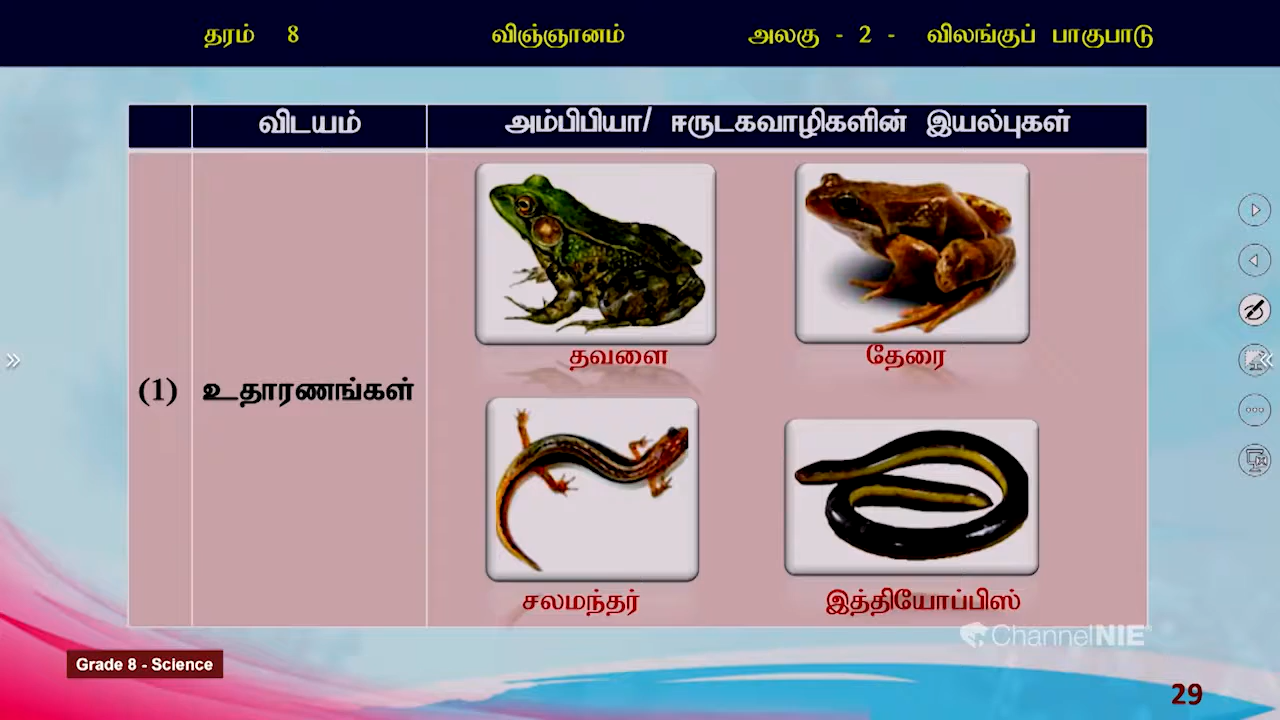 தரம் 8 விஞ்ஞானம் அலகு - 2 - விலங்குப் பாகுபாடு
விடயம் அம்பிபியா/ ஈருடகவாழிகளின் இயல்புகள்
தவளை தேரை
(1) உதாரணங்கள்
சலமந்தர் இத்தியோப்பிஸ்
ChannelNIE
Grade 8 - Science
29